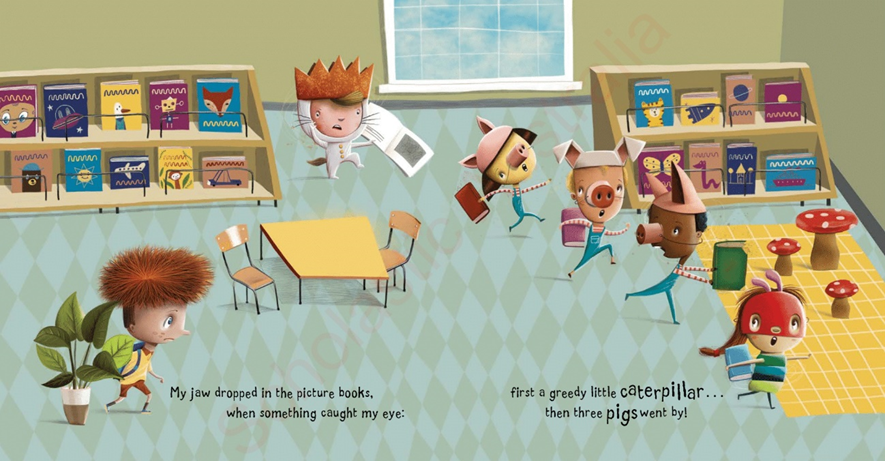 My jaw dropped in the picture books,
when something caught my eye:
first a greedy little caterpillar...
then three pigs went by!